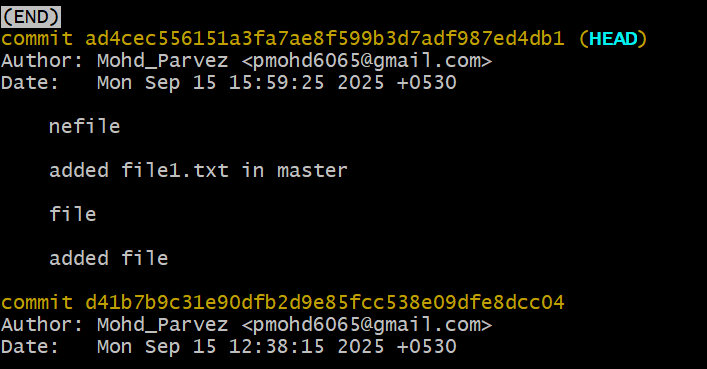 (END)
commit ad4cec556151a3fa7ae8f599b3d7adf987ed4db1 (HEAD)
Author: Mohd_Parvez <pmohd6065@gmail.com>
Date:   Mon Sep 15 15:59:25 2025 +0530
nefile
added file1.txt in master
file
added file
commit d41b7b9c31e90dfb2d9e85fcc538e09dfe8dcc04
Author: Mohd_Parvez <pmohd6065@gmail.com>
Date:   Mon Sep 15 12:38:15 2025 +0530